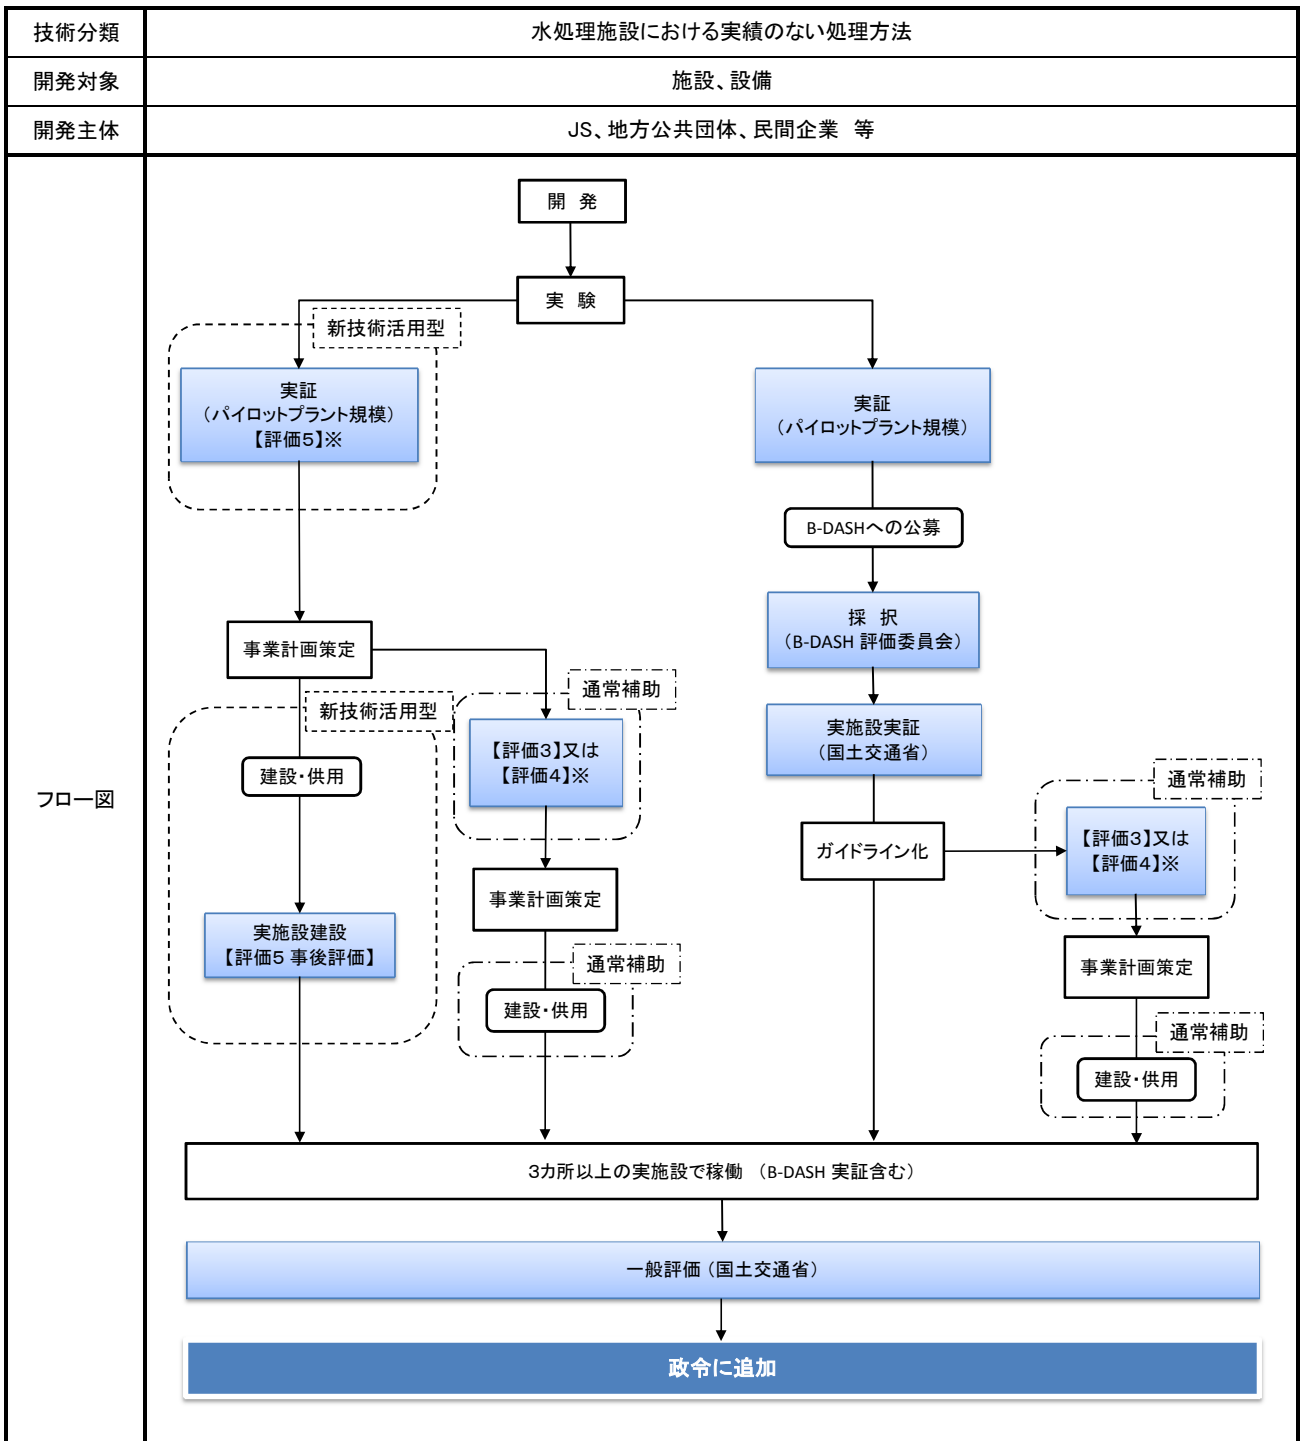 技術分類
水処理施設における実績のない処理方法
開発対象
施設、設備
開発主体
JS、地方公共団体、民間企業　等
フロー図
開　発
実　験
新技術活用型
実証
（パイロットプラント規模）
【評価５】※
実証
（パイロットプラント規模）
B-DASHへの公募
採　択
（B-DASH 評価委員会）
事業計画策定
新技術活用型
通常補助
【評価３】又は
【評価４】※
実施設実証
（国土交通省）
建設・供用
通常補助
ガイドライン化
【評価３】又は
【評価４】※
事業計画策定
実施設建設
【評価５ 事後評価】
通常補助
建設・供用
事業計画策定
通常補助
建設・供用
３カ所以上の実施設で稼働　（B-DASH 実証含む）
一般評価（国土交通省）
政令に追加